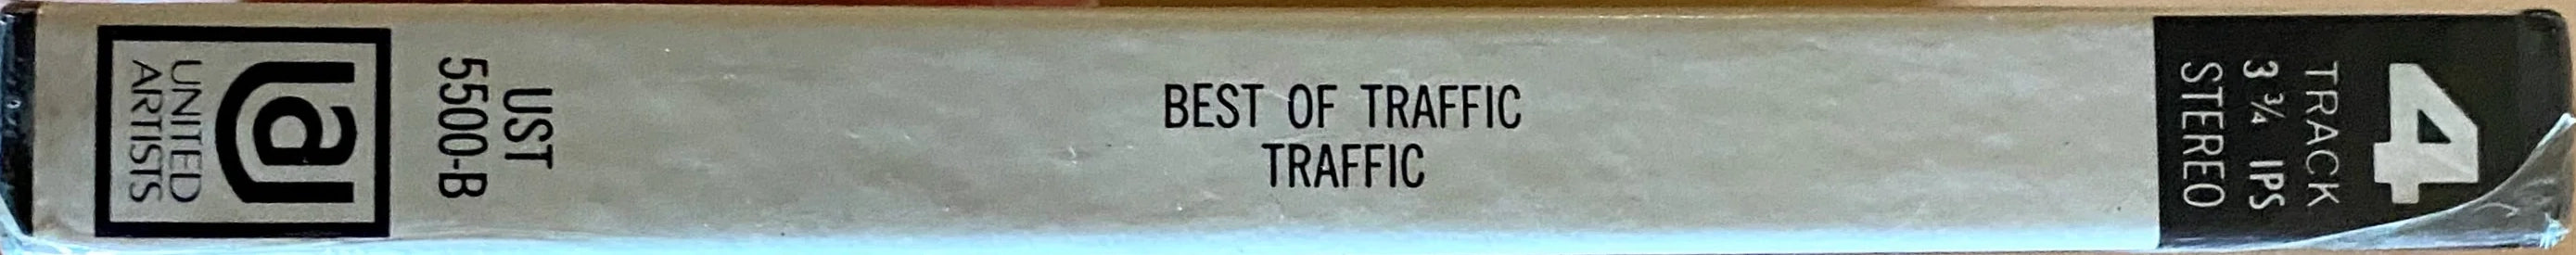 UNITED
ARTISTS
UST
5500-B
BEST OF TRAFFIC
TRAFFIC
4
TRACK
3 ¾ IPS
STEREO